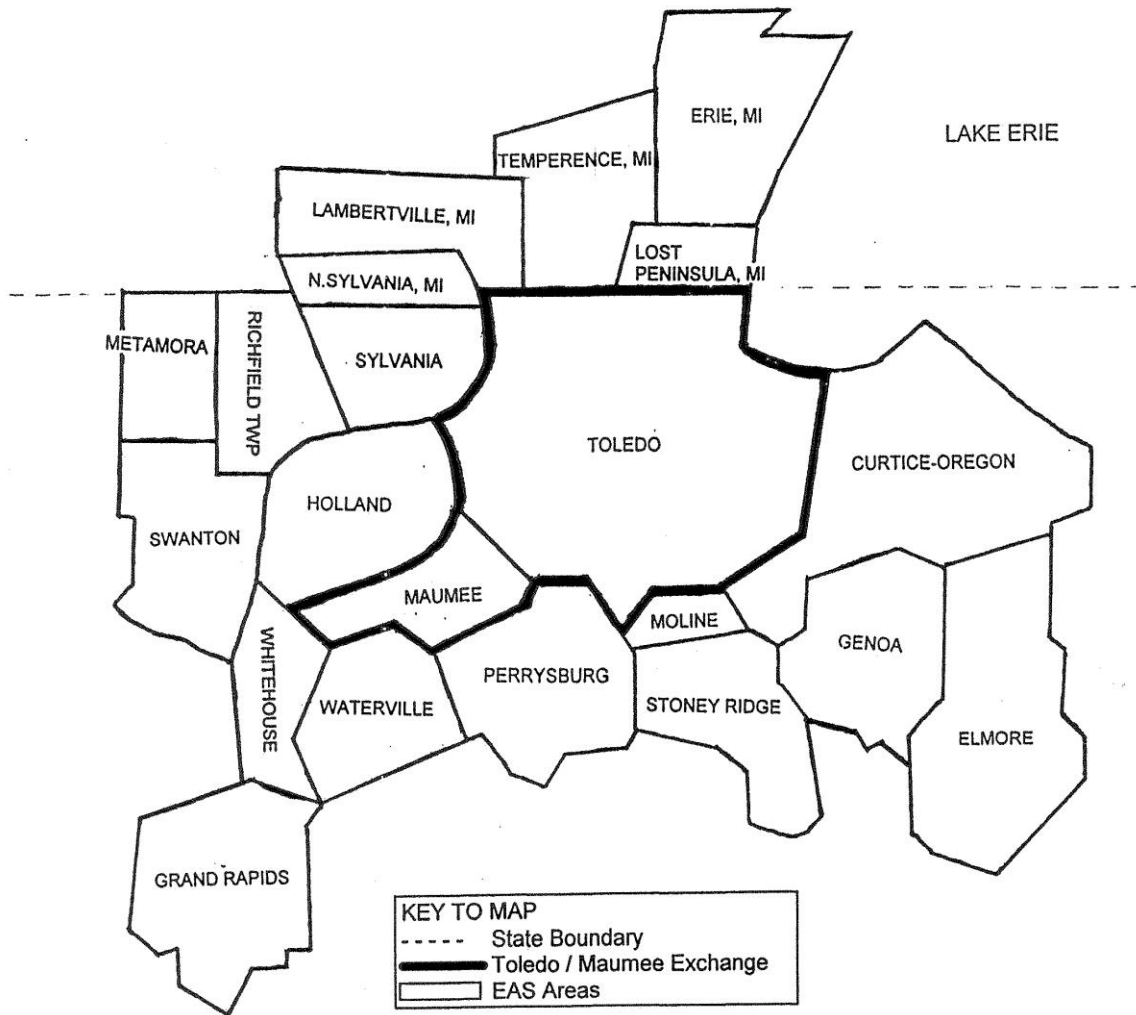 ERIE, MI
LAKE ERIE
TEMPERENCE, MI
LAMBERTVILLE, MI
LOST
PENINSULA, MI
N.SYLVANIA, MI
METAMORA
RICHFIELD TWP
SYLVANIA
TOLEDO
CURTICE-OREGON
HOLLAND
SWANTON
MAUMEE
MOLINE
GENOA
WHITEHOUSE
PERRYSBURG
WATERVILLE
STONEY RIDGE
ELMORE
GRAND RAPIDS
KEY TO MAP
State Boundary
Toledo / Maumee Exchange
EAS Areas